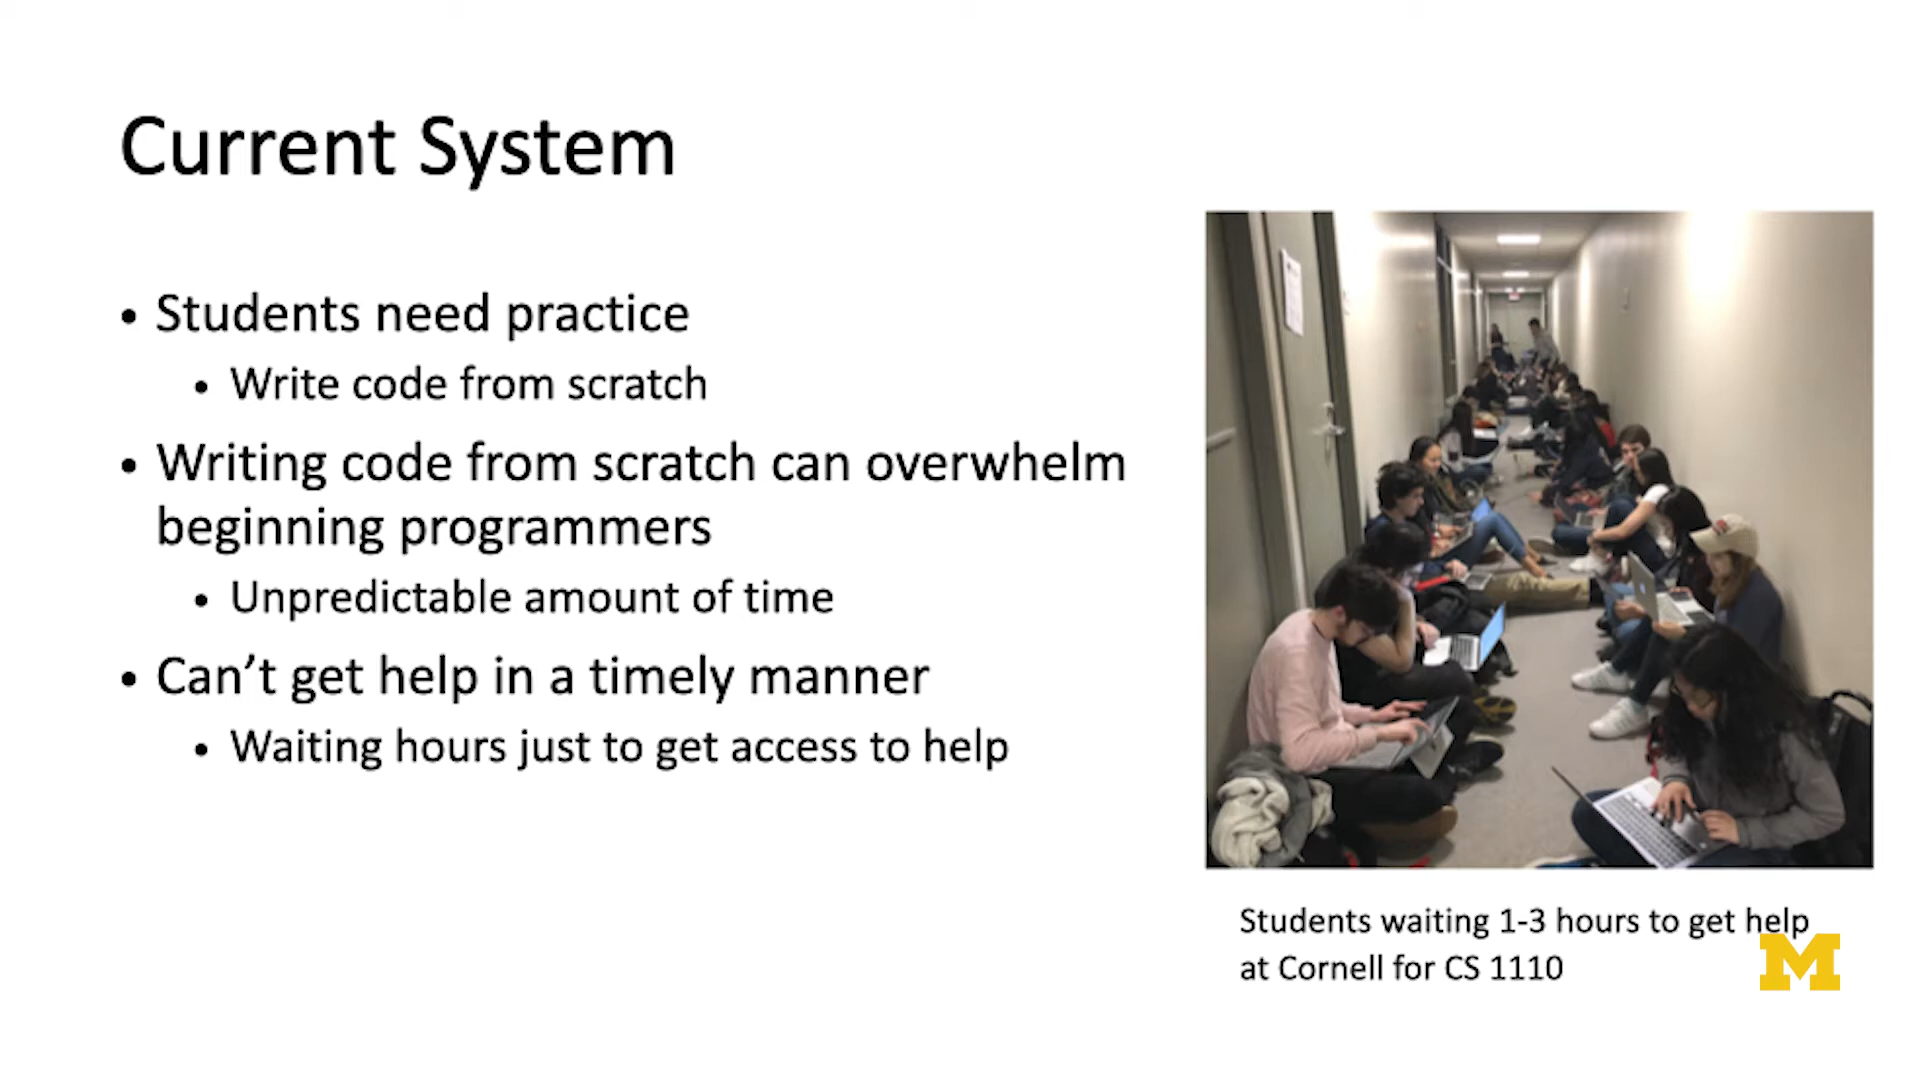 Current System
• Students need practice
• Write code from scratch
• Writing code from scratch can overwhelm
beginning programmers
• Unpredictable amount of time
• Can’t get help in a timely manner
• Waiting hours just to get access to help
Students waiting 1-3 hours to get help
at Cornell for CS 1110
M